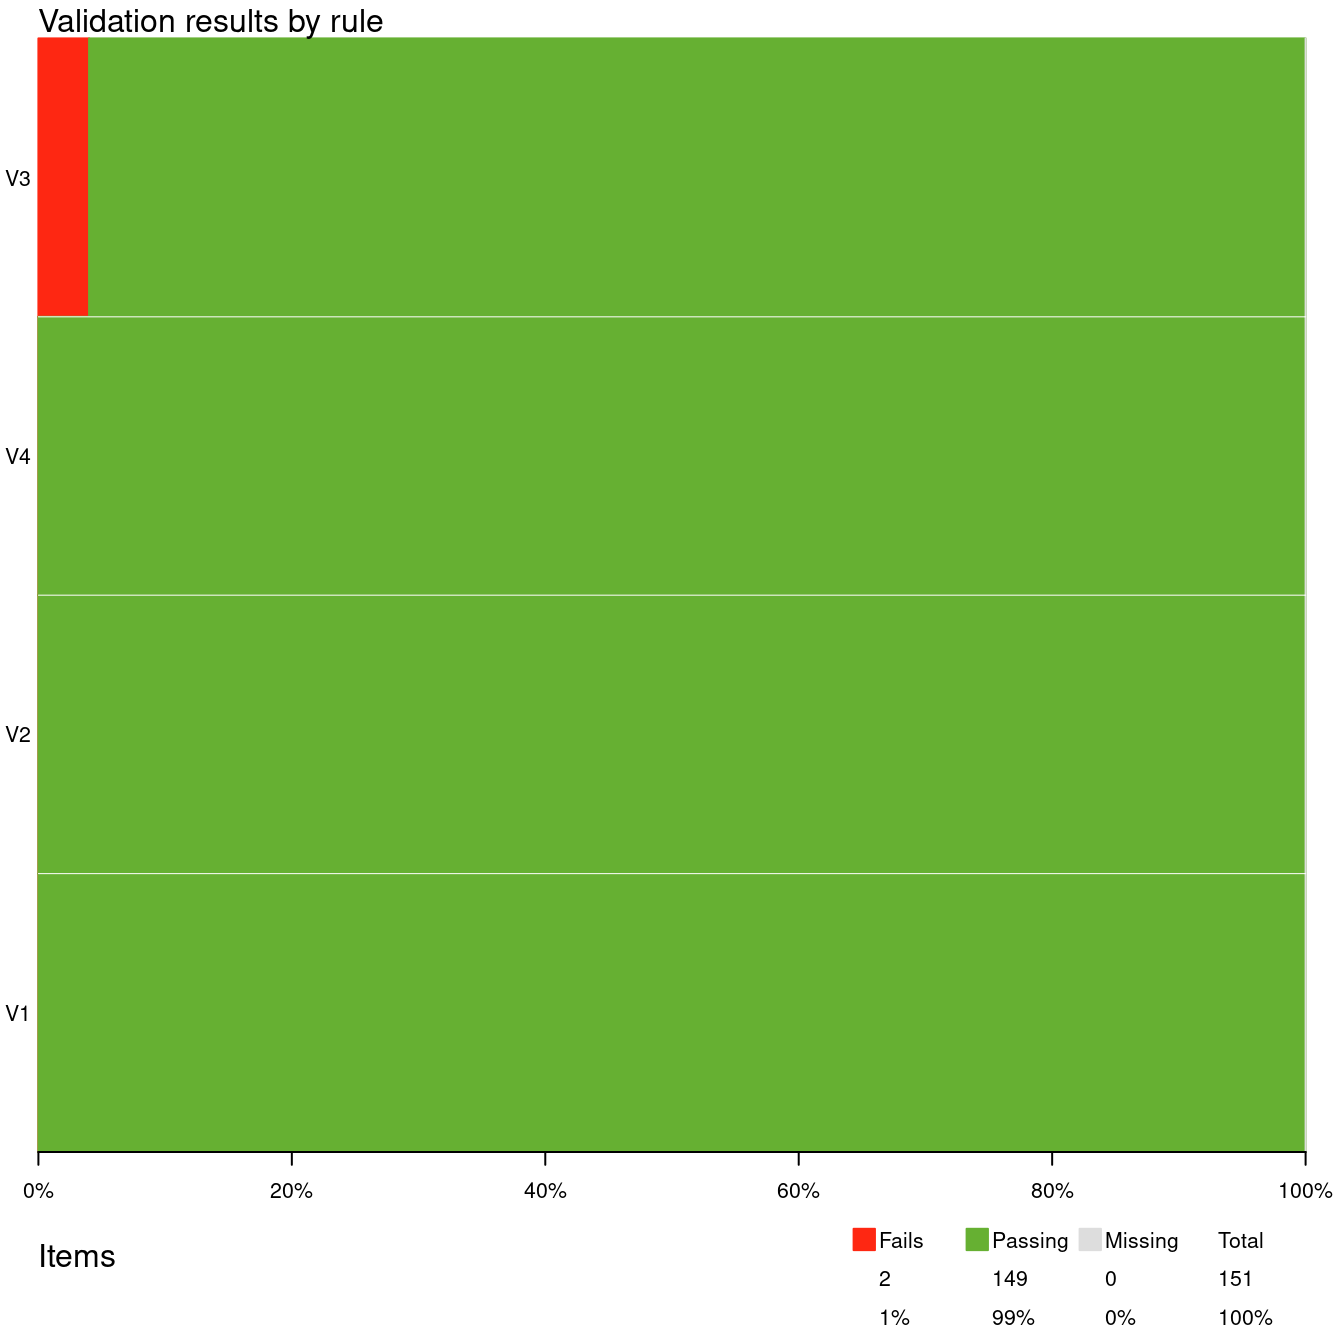 Validation results by rule
V3
V4
V2
V1
0% 20% 40% 60% 80% 100%
Items
Fails Passing Missing Total
2 149 0 151
1% 99% 0% 100%